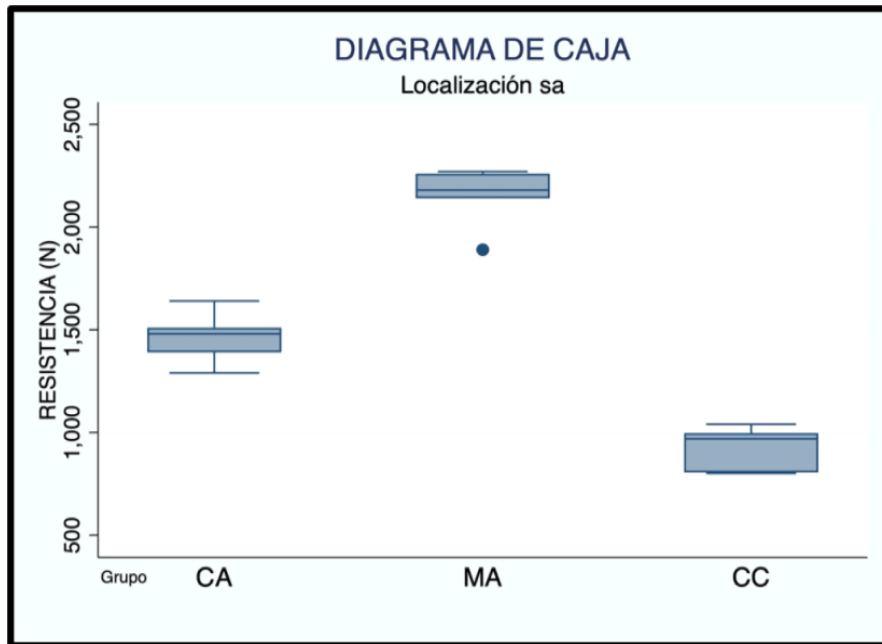 DIAGRAMA DE CAJA
Localización sa
RESISTENCIA (N)
2,500
2,000
1,500
1,000
500
Grupo CA MA CC